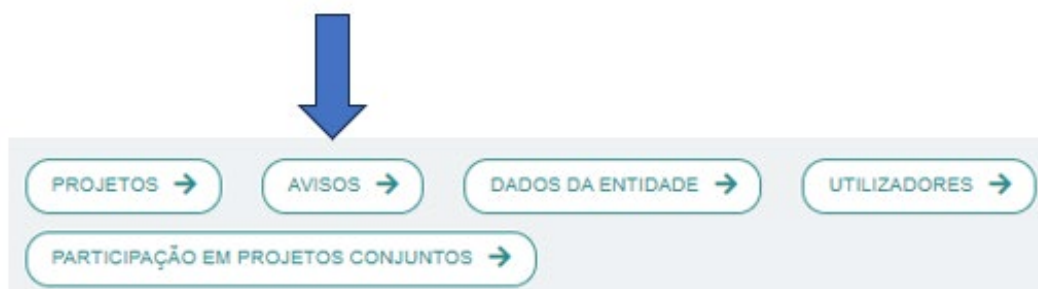 PROJETOS → AVISOS → DADOS DA ENTIDADE → UTILIZADORES →
PARTICIPAÇÃO EM PROJETOS CONJUNTOS →